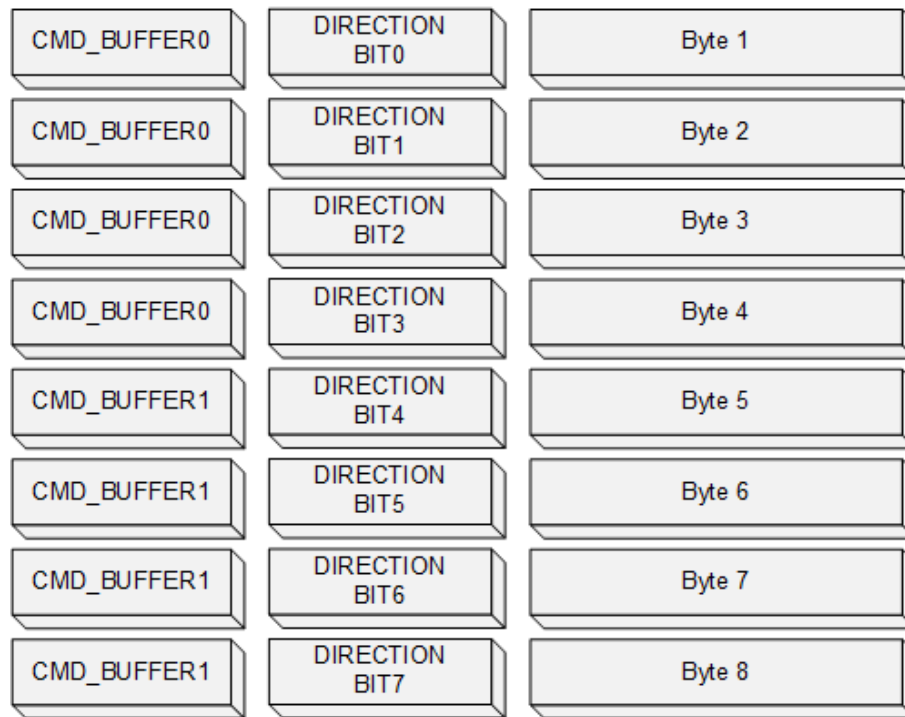 CMD_BUFFER0
DIRECTION
BIT0
Byte 1
CMD_BUFFER0
DIRECTION
BIT1
Byte 2
CMD_BUFFER0
DIRECTION
BIT2
Byte 3
CMD_BUFFER0
DIRECTION
BIT3
Byte 4
CMD_BUFFER1
DIRECTION
BIT4
Byte 5
CMD_BUFFER1
DIRECTION
BIT5
Byte 6
CMD_BUFFER1
DIRECTION
BIT6
Byte 7
CMD_BUFFER1
DIRECTION
BIT7
Byte 8